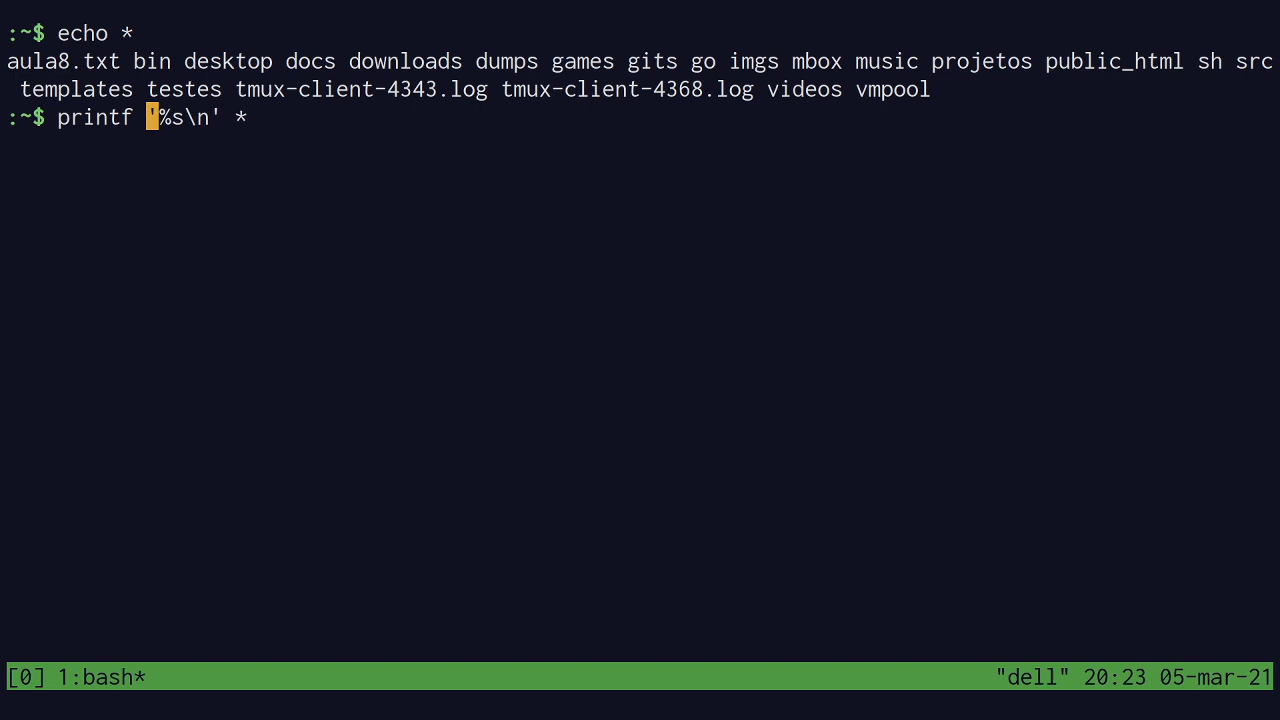 :~$ echo *
aula8.txt bin desktop docs downloads dumps games gits go imgs mbox music projetos public_html sh src
templates testes tmux-client-4343.log tmux-client-4368.log videos vmpool
:~$ printf '%s\n' *
[0] 1:bash* "dell" 20:23 05-mar-21